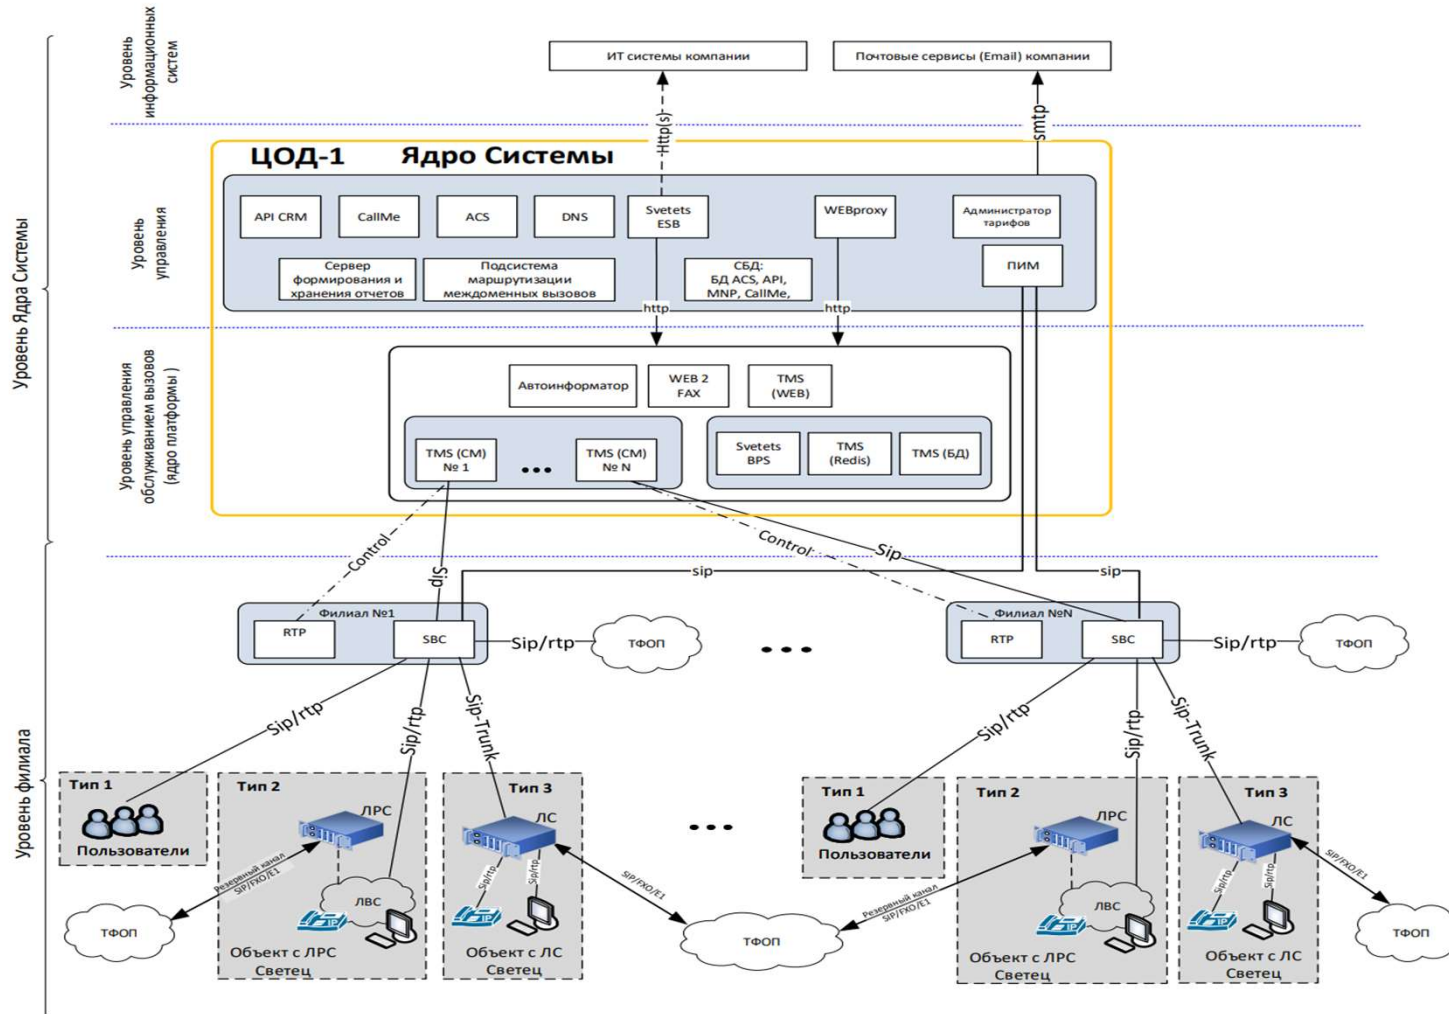 Уровень
информационных
систем
ИТ системы компании
Почтовые сервисы (Email) компании
Http(s)
smtp
Уровень Ядра Системы
ЦОД-1 Ядро Системы
Уровень
управления
API CRM
CallMe
ACS
DNS
Svetets
ESB
WEBproxy
Администратор
тарифов
Сервер
формирования и
хранения отчетов
Подсистема
маршрутизации
междоменных вызовов
СБД:
БД ACS, API,
MNP, CallMe,
ПИМ
http
http
Уровень управления
обслуживанием вызовов
(ядро платформы )
Автоинформатор
WEB 2
FAX
TMS
(WEB)
TMS (CM)
№ 1
...
TMS (CM)
№ N
Svetets
BPS
TMS
(Redis)
TMS (БД)
Control
Sip
Control
Sip
sip
sip
Уровень филиала
Филиал №1
RTP
SBC
Sip/rtp
ТФОП
...
Филиал №N
RTP
SBC
Sip/rtp
ТФОП
Sip/rtp
Sip/rtp
Sip-Trunk
Sip/rtp
Sip/rtp
Sip-Trunk
Тип 1
Пользователи
Тип 2
ЛРС
Резервный канал
SIP/FXO/E1
ЛВС
IP
Объект с ЛРС
Светец
ТФОП
Тип 3
ЛС
Sip/rtp
Sip/rtp
IP
Объект с ЛС
Светец
SIP/FXO/E1
...
ТФОП
Тип 1
Пользователи
Резервный канал
SIP/FXO/E1
Тип 2
ЛРС
ЛВС
IP
Объект с ЛРС
Светец
Тип 3
ЛС
Sip/rtp
Sip/rtp
IP
Объект с ЛС
Светец
SIP/FXO/E1
ТФОП